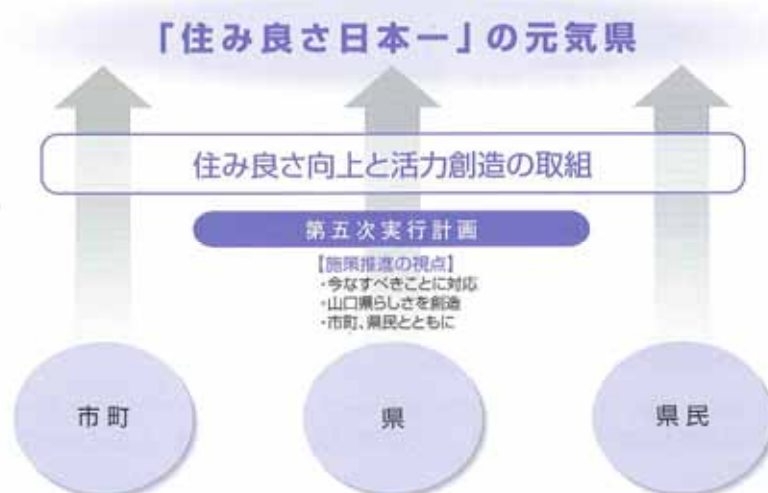 「住み良さ日本一」の元気県
住み良さ向上と活力創造の取組
第五次実行計画
【施策推進の視点】
・今なすべきことに対応
・山口県らしさを創造
・市町、県民とともに
市町
県
県民